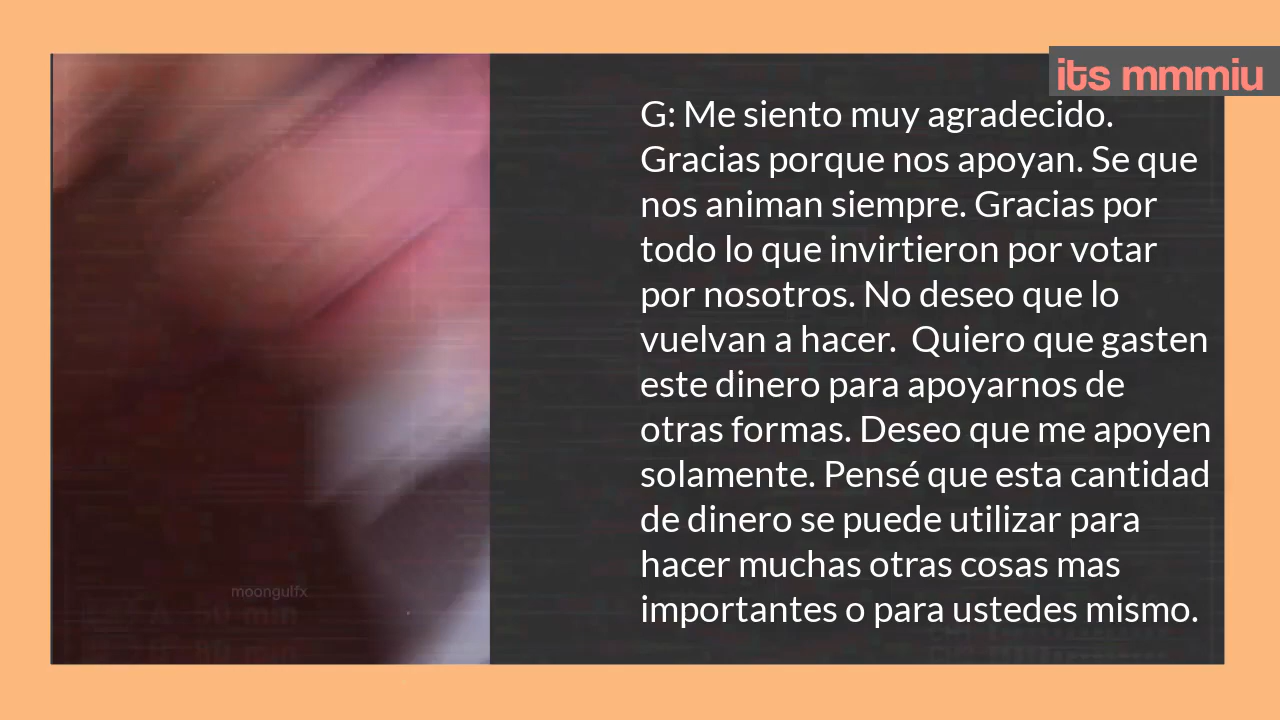 its mmmiu
G: Me siento muy agradecido.
Gracias porque nos apoyan. Se que
nos animan siempre. Gracias por
todo lo que invirtieron por votar
por nosotros. No deseo que lo
vuelvan a hacer.  Quiero que gasten
este dinero para apoyarnos de
otras formas. Deseo que me apoyen
solamente. Pensé que esta cantidad
de dinero se puede utilizar para
hacer muchas otras cosas mas
importantes o para ustedes mismo.
moongulfx